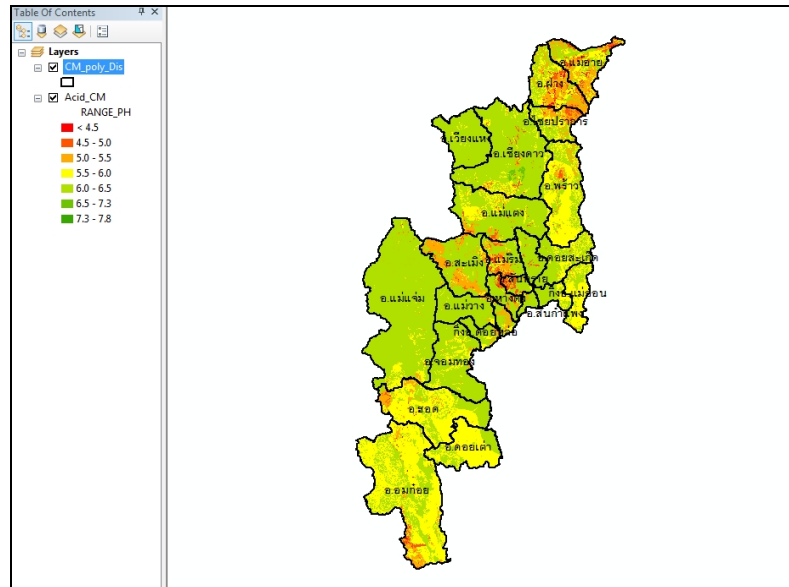 Table Of Contents
Layers
CM_poly_Dis
Acid_CM
RANGE_PH
< 4.5
4.5 - 5.0
5.0 - 5.5
5.5 - 6.0
6.0 - 6.5
6.5 - 7.3
7.3 - 7.8
อ.แม่อาย
อ.ฝาง
อ.ไชยปราการ
อ.เวียงแหง
อ.เชียงดาว
อ.พร้าว
อ.แม่แตง
อ.สะเมิง
อ.แม่ริม
อ.ดอยสะเก็ด
อ.สันทราย
อ.แม่แจ่ม
อ.แม่วาง
อ.หางดง
กิ่งอ.แม่ออน
อ.สันกำแพง
กิ่งอ.ดอยหล่อ
อ.จอมทอง
อ.ฮอด
อ.ดอยเต่า
อ.อมก๋อย